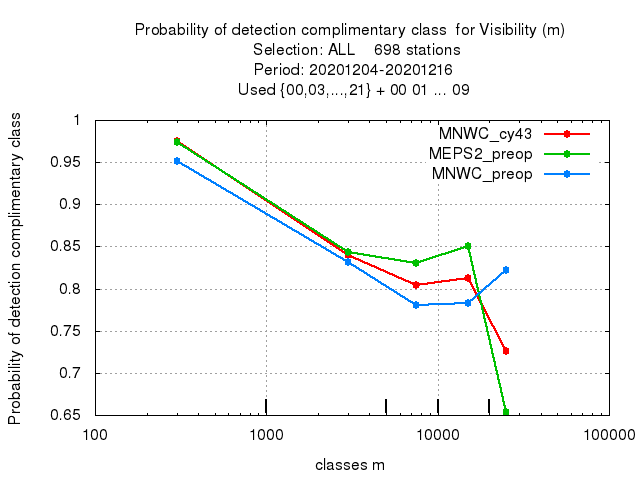 Probability of detection complimentary class  for Visibility (m)
Selection: ALL    698 stations
Period: 20201204-20201216
Used {00,03,...,21} + 00 01 ... 09
Probability of detection complimentary class
1
0.95
0.9
0.85
0.8
0.75
0.7
0.65
MNWC_cy43
MEPS2_preop
MNWC_preop
100 1000 10000 100000
classes m